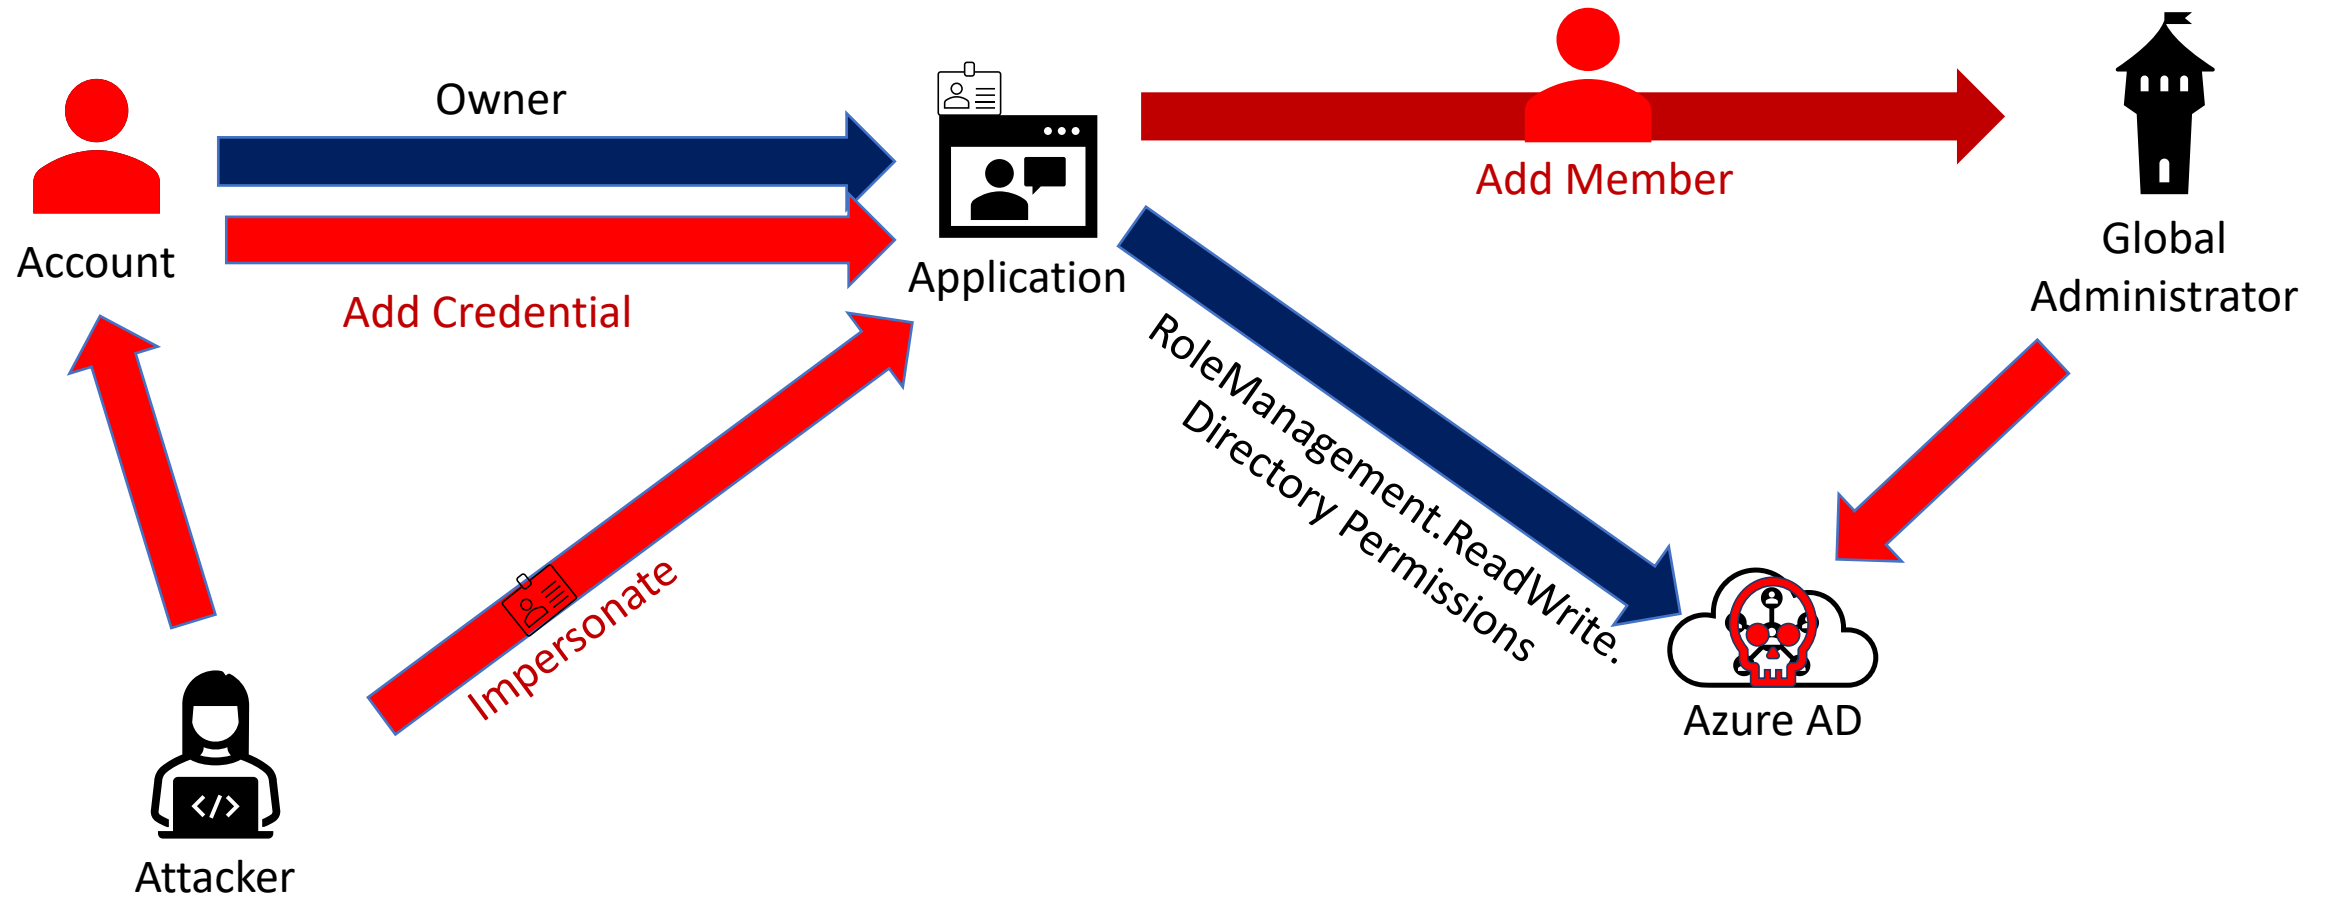 Owner
Account
Add Credential
Application
Add Member
Global
Administrator
RoleManagement.ReadWrite.
Directory Permissions
Impersonate
</>
Azure AD
Attacker